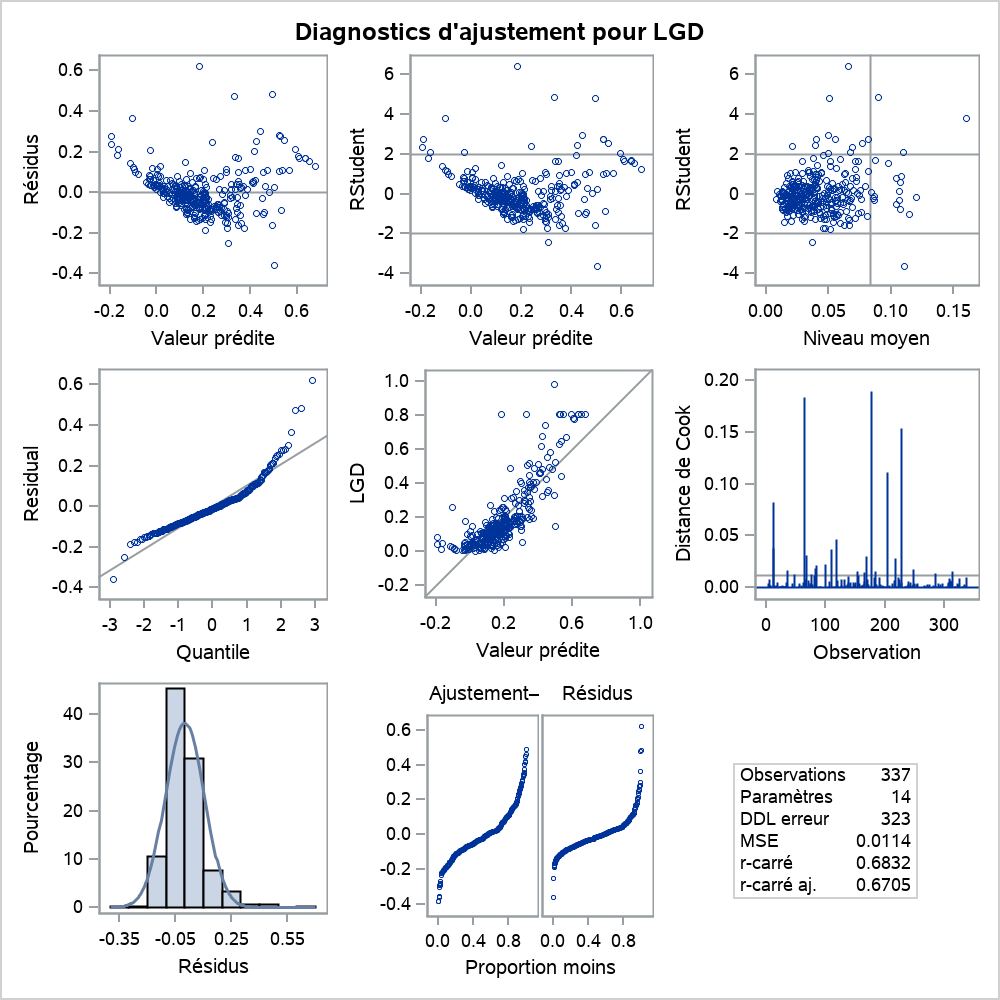 Diagnostics d'ajustement pour LGD
0.6
0.4
0.2
0.0
-0.2
-0.4
Résidus
-0.2 0.0 0.2 0.4 0.6
Valeur prédite
6
4
2
0
-2
-4
RStudent
-0.2 0.0 0.2 0.4 0.6
Valeur prédite
6
4
2
0
-2
-4
RStudent
0.00 0.05 0.10 0.15
Niveau moyen
0.6
0.4
0.2
0.0
-0.2
-0.4
Residual
-3 -2 -1 0 1 2 3
Quantile
1.0
0.8
0.6
0.4
0.2
0.0
-0.2
LGD
-0.2 0.2 0.6 1.0
Valeur prédite
0.20
0.15
0.10
0.05
0.00
Distance de Cook
0 100 200 300
Observation
40
30
20
10
0
Pourcentage
-0.35 -0.05 0.25 0.55
Résidus
Ajustement– Résidus
0.6
0.4
0.2
0.0
-0.2
-0.4
0.0 0.4 0.8 0.0 0.4 0.8
Proportion moins
Observations 337
Paramètres 14
DDL erreur 323
MSE 0.0114
r-carré 0.6832
r-carré aj. 0.6705